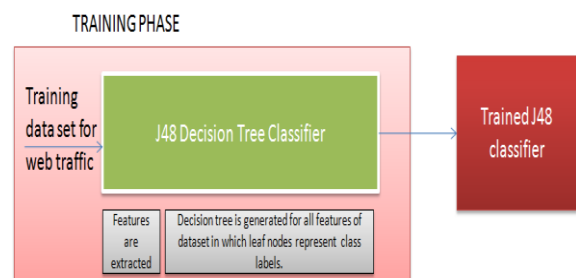 TRAINING PHASE
Training
data set for
web traffic
J48 Decision Tree Classifier
Trained J48
classifier
Features
are
extracted
Decision tree is generated for all features of
dataset in which leaf nodes represent class
labels.